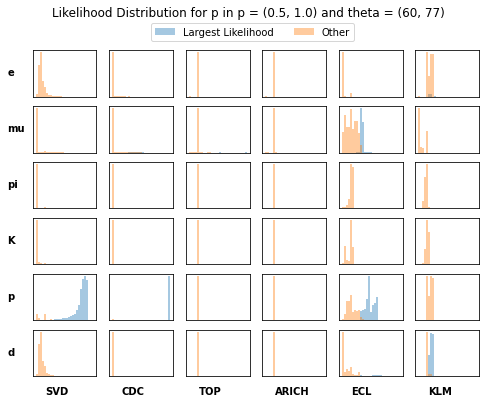 Likelihood Distribution for p in p = (0.5, 1.0) and theta = (60, 77)
Largest Likelihood Other
e
mu
pi
K
p
d
SVD CDC TOP ARICH ECL KLM